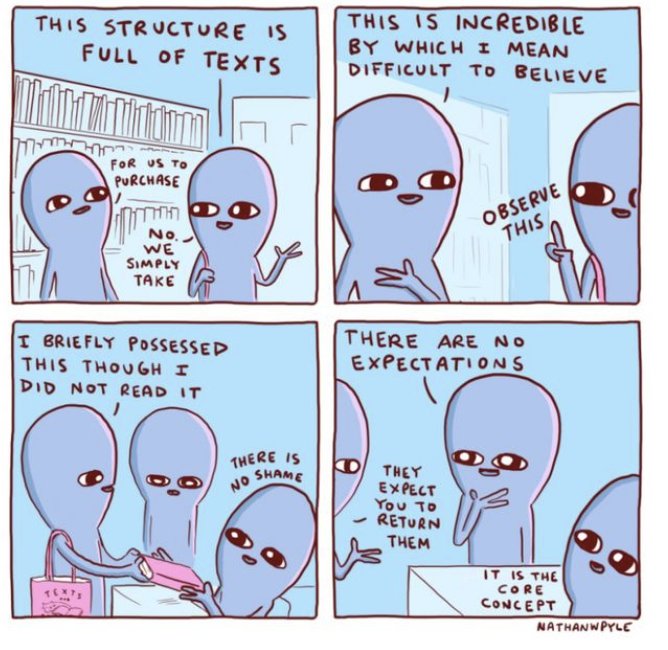 THIS STRUCTURE IS
FULL OF TEXTS
FOR US TO
PURCHASE
NO.
WE
SIMPLY
TAKE
THIS IS INCREDIBLE
BY WHICH I MEAN
DIFFICULT TO BELIEVE
OBSERVE
THIS
I BRIEFLY POSSESSED
THIS THOUGH I
DID NOT READ IT
THERE IS
NO SHAME
TEXTS
THERE ARE NO
EXPECTATIONS
THEY
EXPECT
YOU TO
RETURN
THEM
IT IS THE
CORE
CONCEPT
NATHANWPYLE